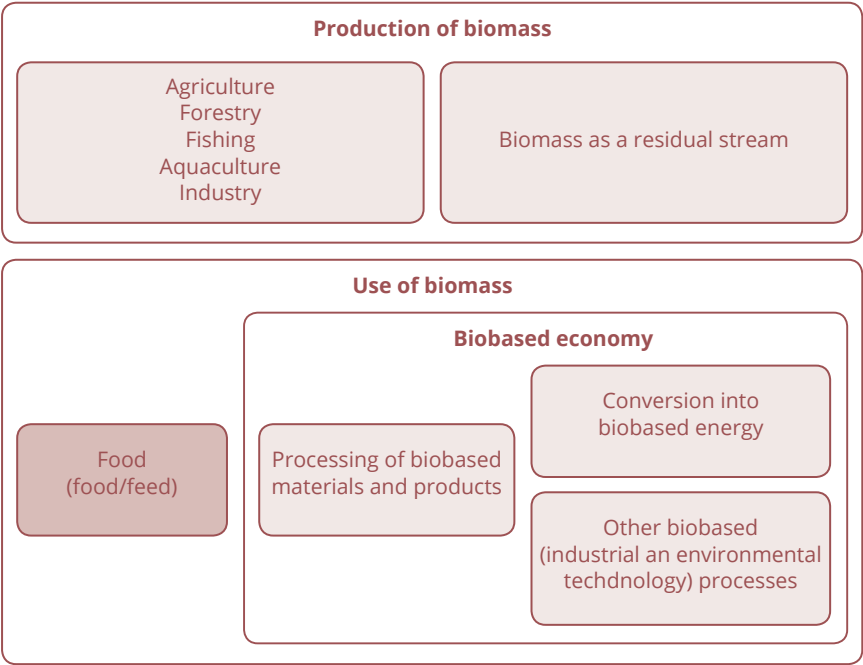 Production of biomass
Agriculture
Forestry
Fishing
Aquaculture
Industry
Biomass as a residual stream
Use of biomass
Biobased economy
Food
(food/feed)
Processing of biobased
materials and products
Conversion into
biobased energy
Other biobased
(industrial an environmental
techdnology) processes